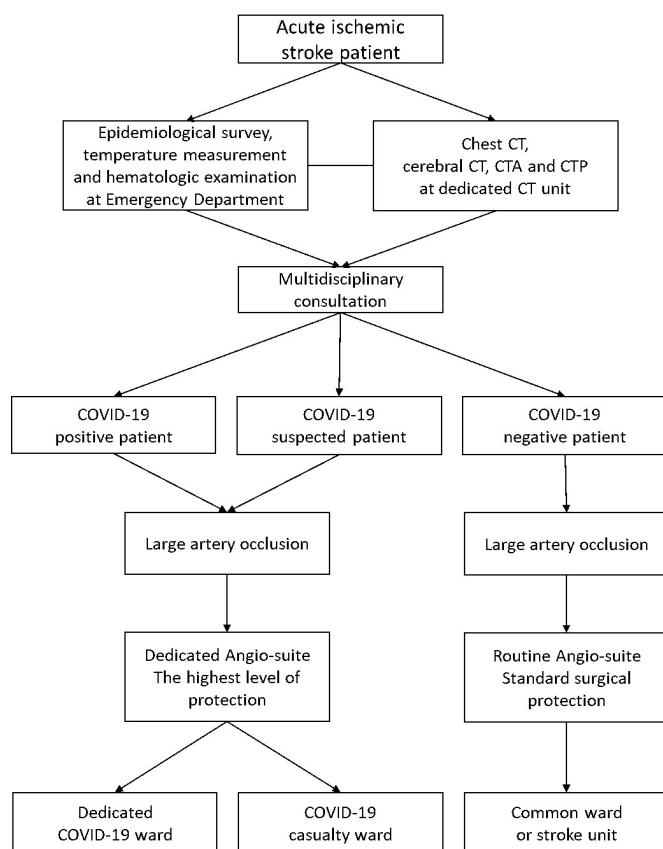 Acute ischemic
stroke patient
Epidemiological survey,
temperature measurement
and hematologic examination
at Emergency Department
Chest CT,
cerebral CT, CTA and CTP
at dedicated CT unit
Multidisciplinary
consultation
COVID-19
positive patient
COVID-19
suspected patient
COVID-19
negative patient
Large artery occlusion
Large artery occlusion
Dedicated Angio-suite
The highest level of
protection
Routine Angio-suite
Standard surgical
protection
Dedicated
COVID-19 ward
COVID-19
casualty ward
Common ward
or stroke unit